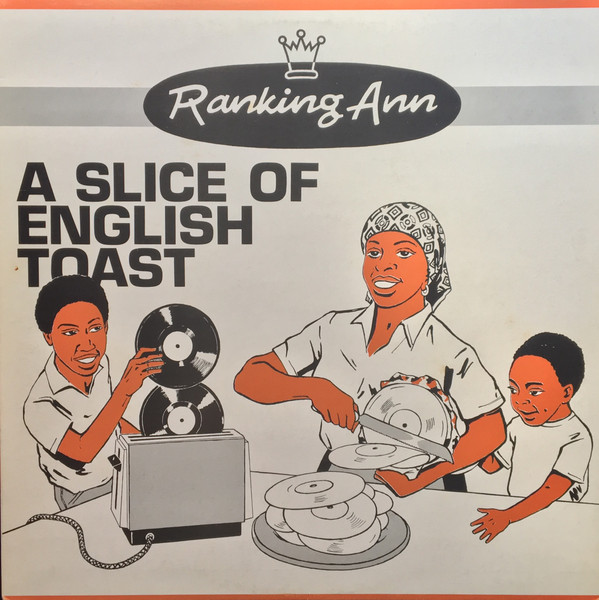 Ranking Ann
A SLICE OF
ENGLISH
TOAST